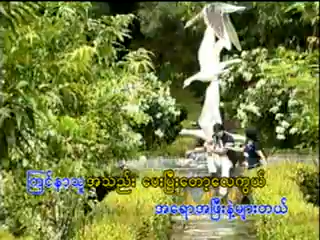 ကြင်နာသူ အသည်း ပေးပြီးတော့လေကွယ်
အရောအဖြီးနဲ့များတယ်